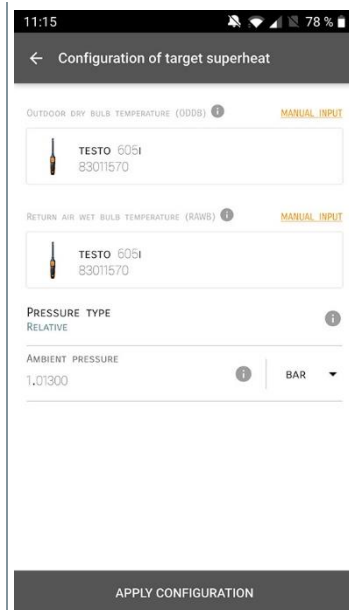 11:15 78 %
Configuration of target superheat
OUTDOOR DRY BULB TEMPERATURE (ODDB) MANUAL INPUT
TESTO 605I
83011570
RETURN AIR WET BULB TEMPERATURE (RAWB) MANUAL INPUT
TESTO 605I
83011570
PRESSURE TYPE
RELATIVE
AMBIENT PRESSURE
1.01300 BAR
APPLY CONFIGURATION